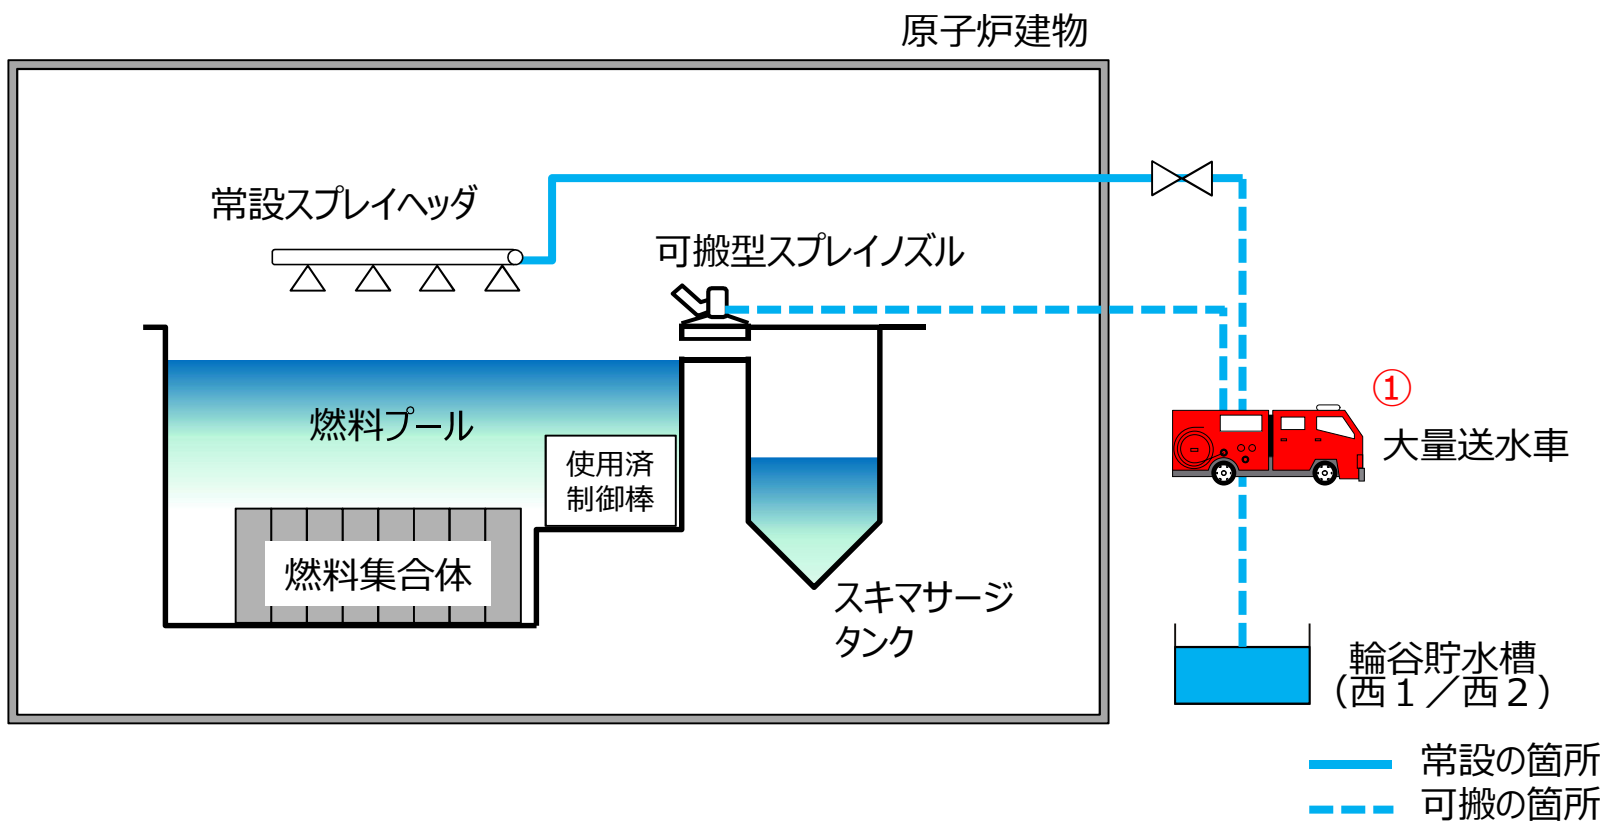 原子炉建物
常設スプレイヘッダ
可搬型スプレイノズル
①
大量送水車
燃料プール
使用済
制御棒
燃料集合体
スキマサージ
タンク
輪谷貯水槽
（西１／西２）
常設の箇所
可搬の箇所